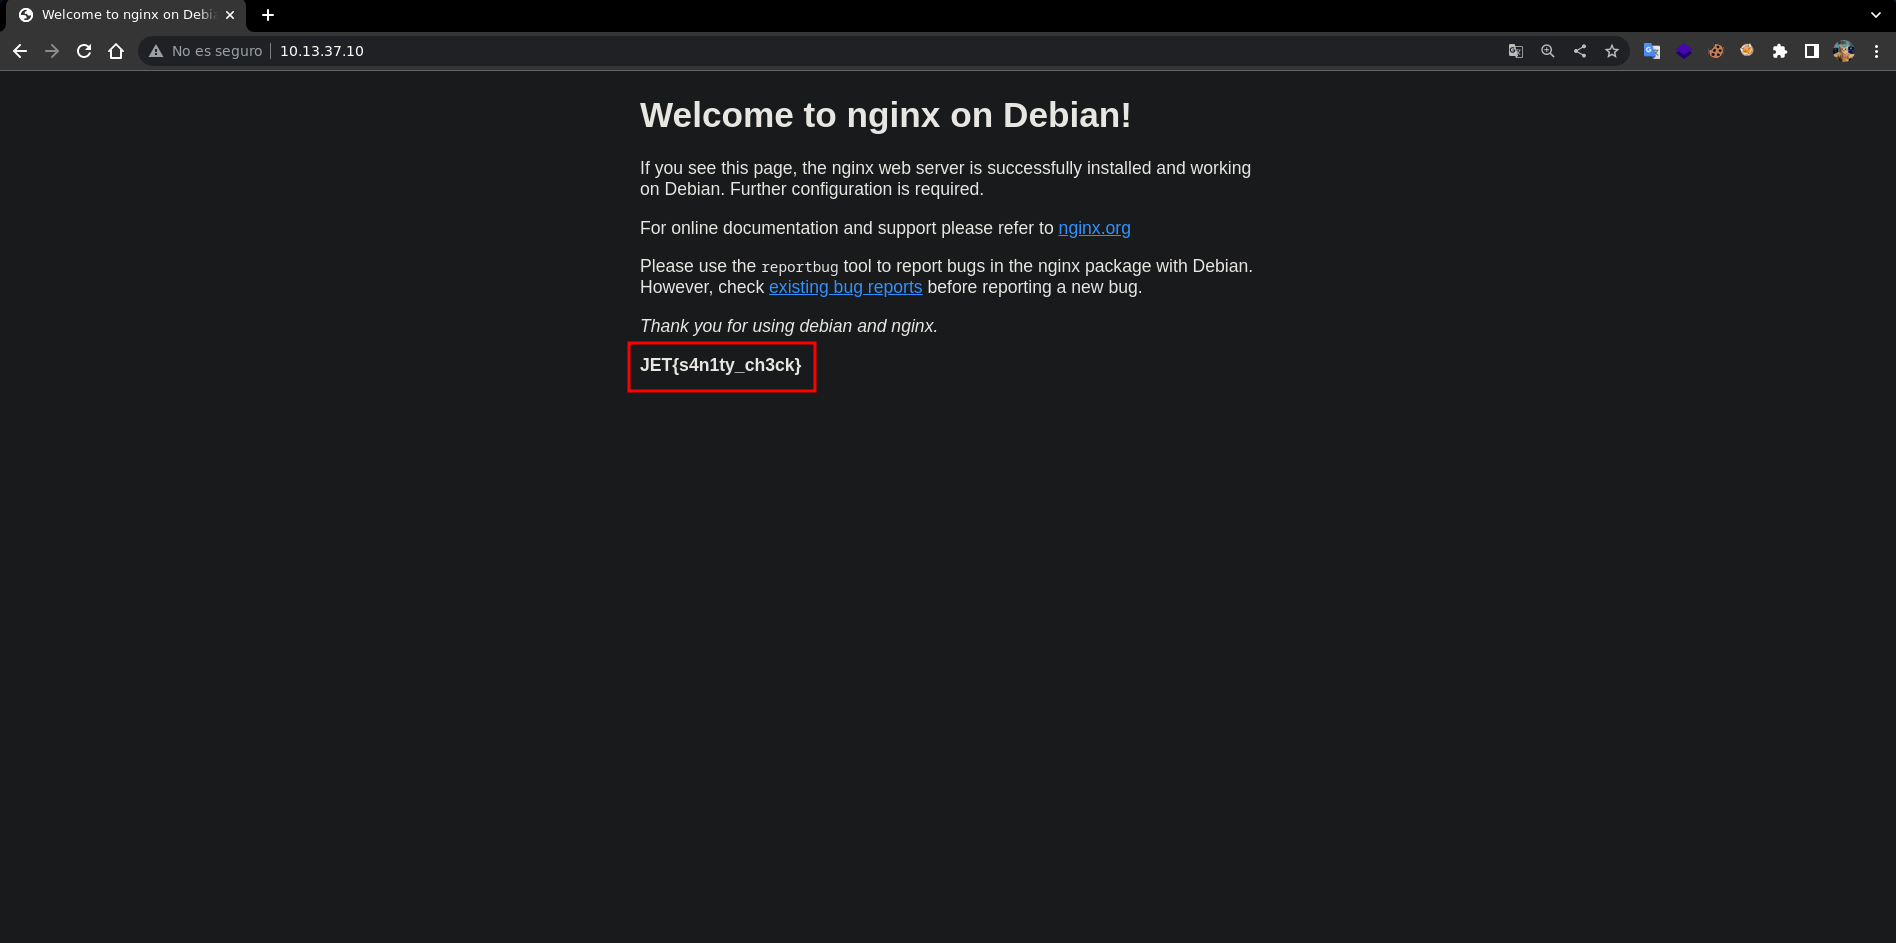 Welcome to nginx on Debia
No es seguro
10.13.37.10
Welcome to nginx on Debian!
If you see this page, the nginx web server is successfully installed and working
on Debian. Further configuration is required.
For online documentation and support please refer to nginx.org
Please use the reportbug tool to report bugs in the nginx package with Debian.
However, check existing bug reports before reporting a new bug.
Thank you for using debian and nginx.
JET{s4n1ty_ch3ck}